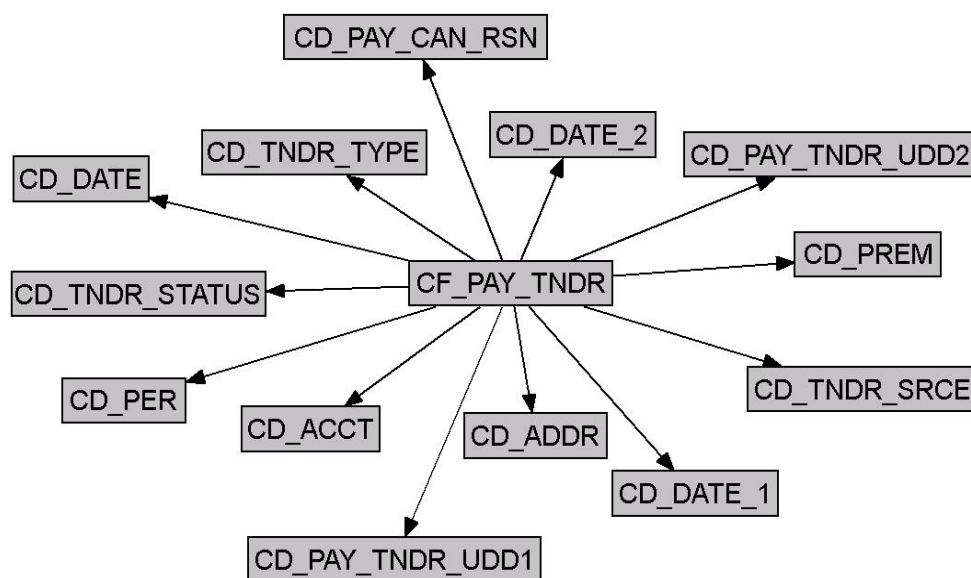 CD_PAY_CAN_RSN
CD_DATE_2
CD_TNDR_TYPE
CD_PAY_TNDR_UDD2
CD_DATE
CD_PREM
CF_PAY_TNDR
CD_TNDR_STATUS
CD_TNDR_SRCE
CD_PER
CD_ACCT
CD_ADDR
CD_DATE_1
CD_PAY_TNDR_UDD1